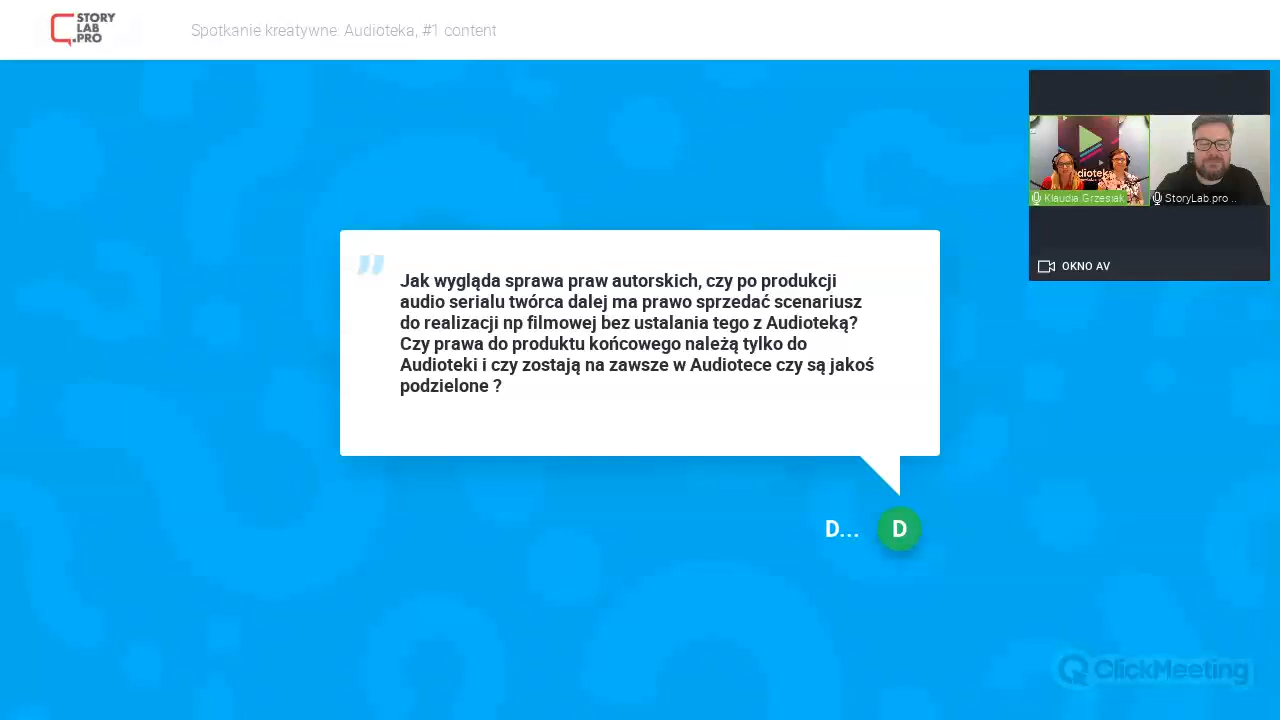 STORY
LAB
.PRO
Spotkanie kreatywne: Audioteka, #1 content
Jak wygląda sprawa praw autorskich, czy po produkcji
audio serialu twórca dalej ma prawo sprzedać scenariusz
do realizacji np filmowej bez ustalania tego z Audioteką?
Czy prawa do produktu końcowego należą tylko do
Audioteki i czy zostają na zawsze w Audiotece czy są jakoś
podzielone ?
D...
D
Klaudia Grzesiak
StoryLab.pro ..
OKNO AV
ClickMeeting